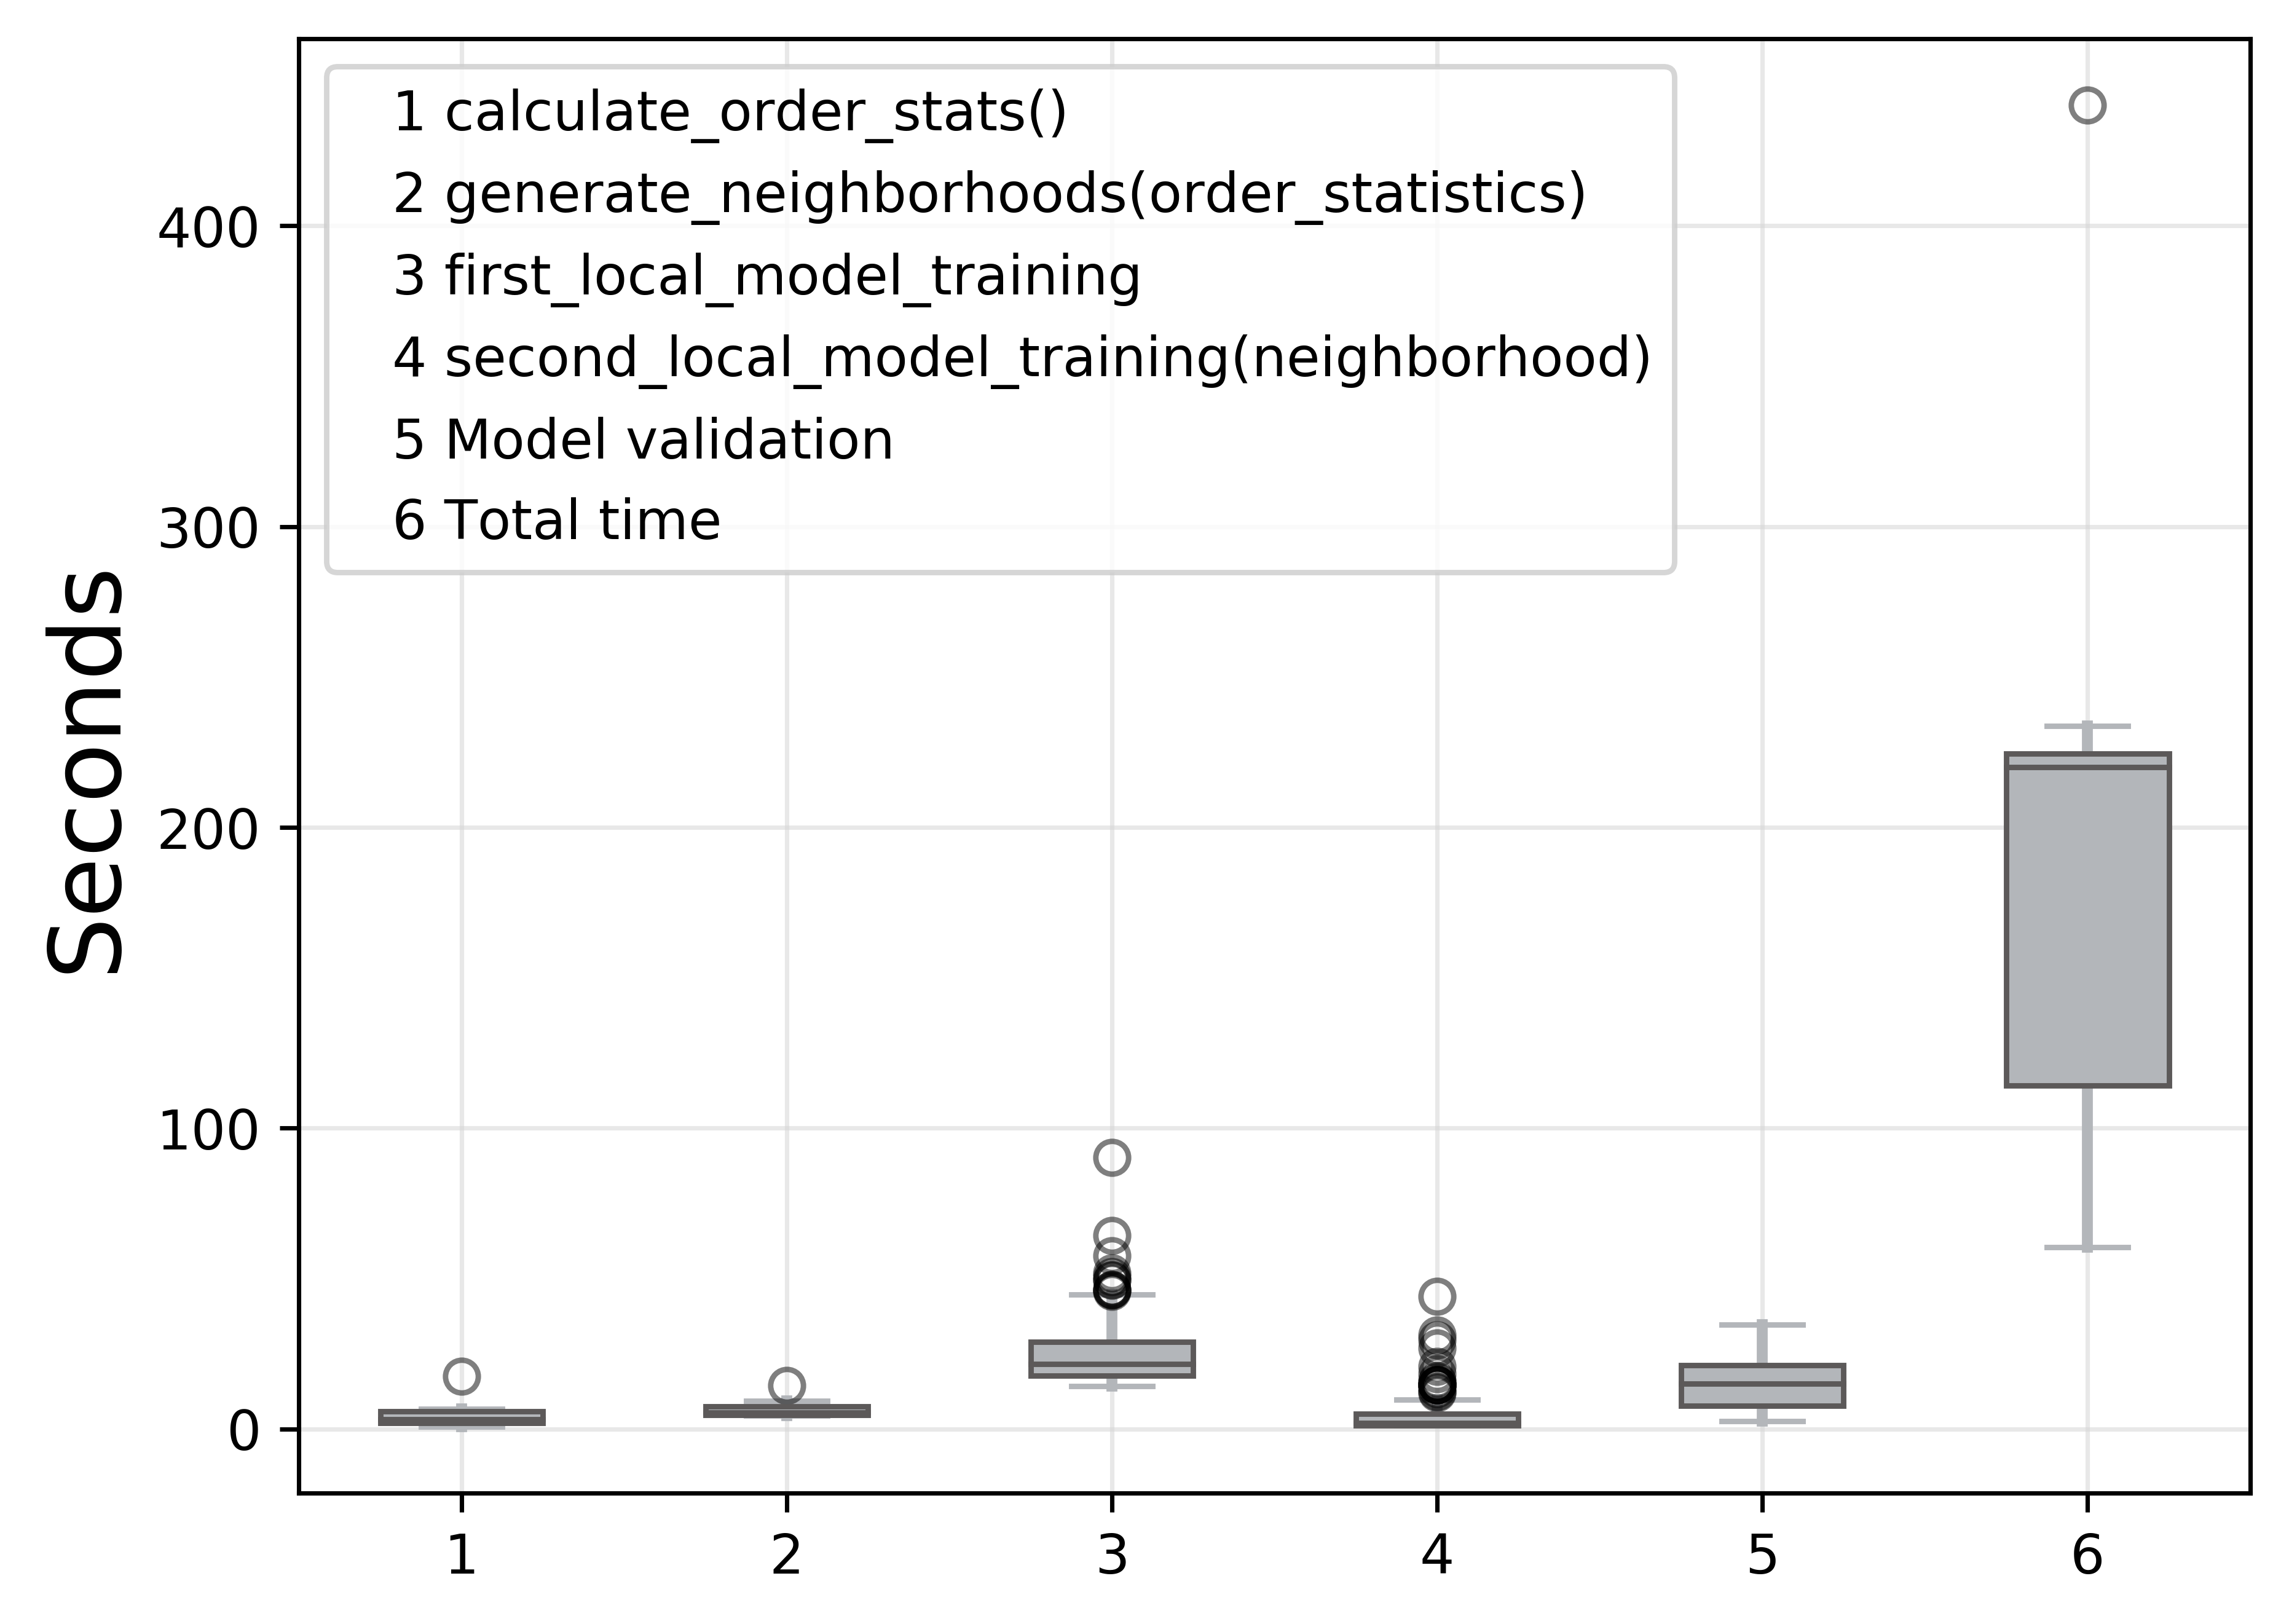 1 calculate_order_stats()
2 generate_neighborhoods(order_statistics)
3 first_local_model_training
4 second_local_model_training(neighborhood)
5 Model validation
6 Total time
Seconds
400
300
200
100
0
1 2 3 4 5 6